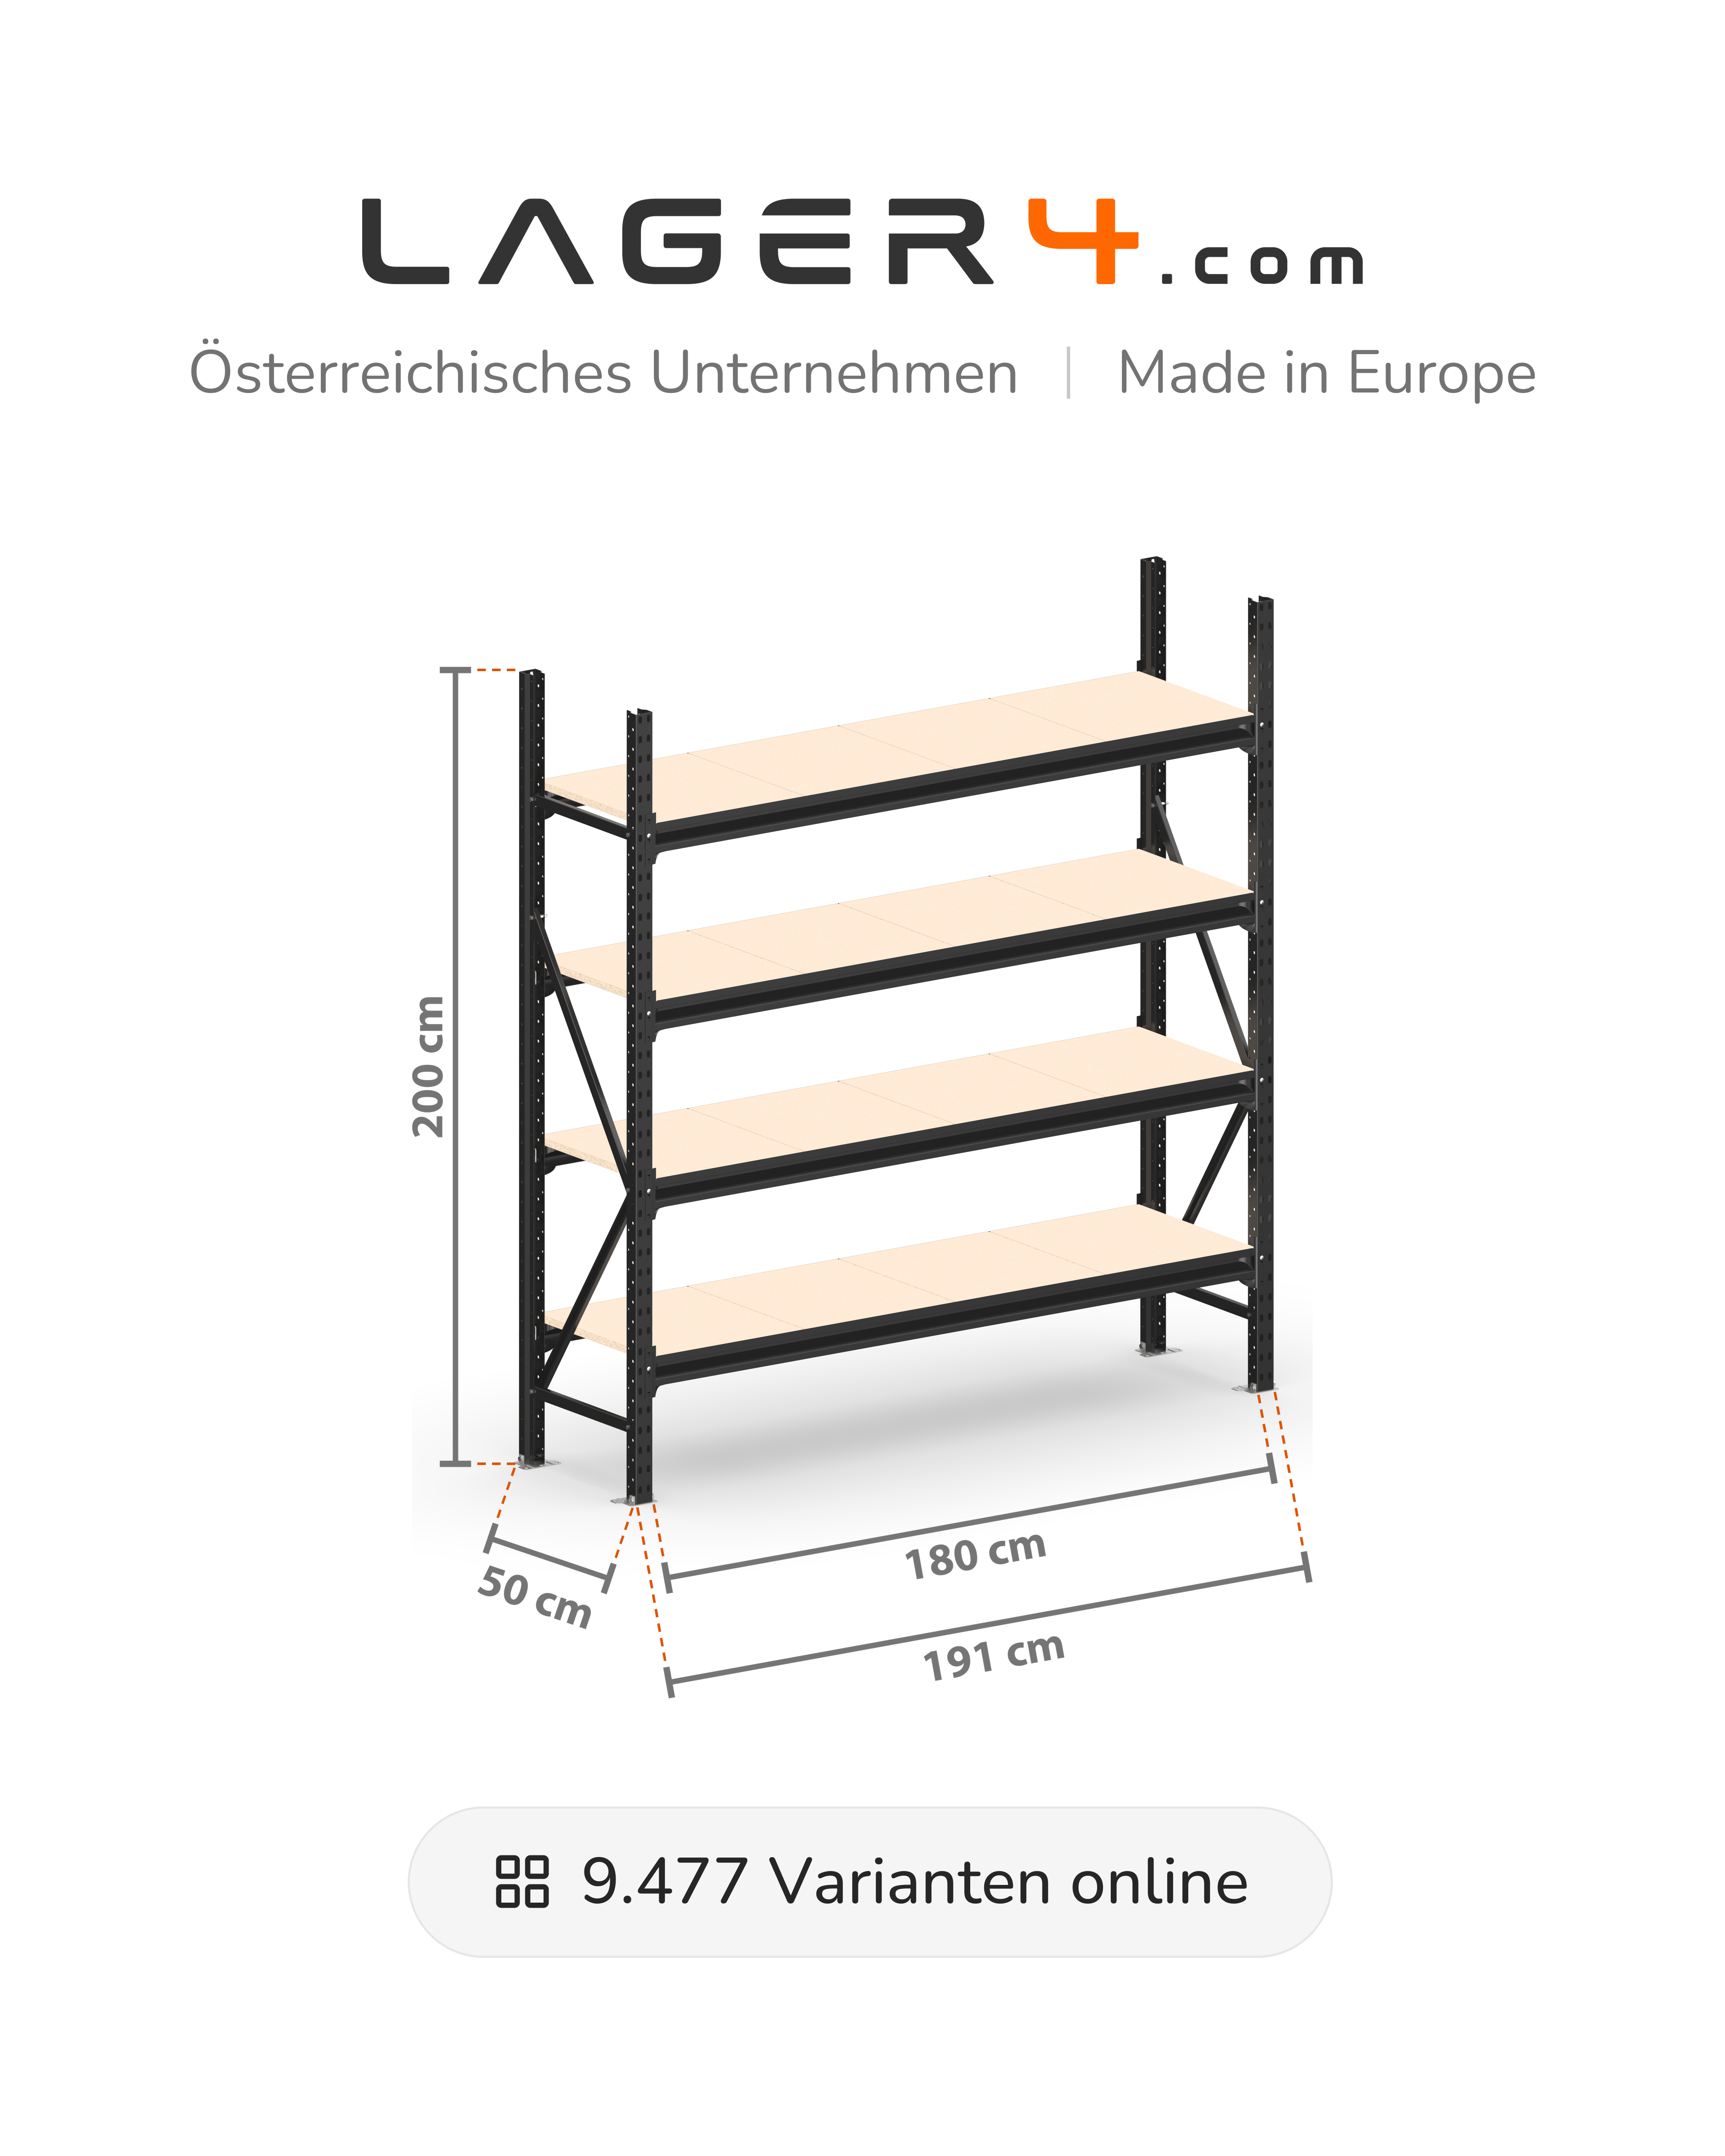 LAGER4.com
Österreichisches Unternehmen | Made in Europe
200 cm
50 cm
180 cm
191 cm
9.477 Varianten online